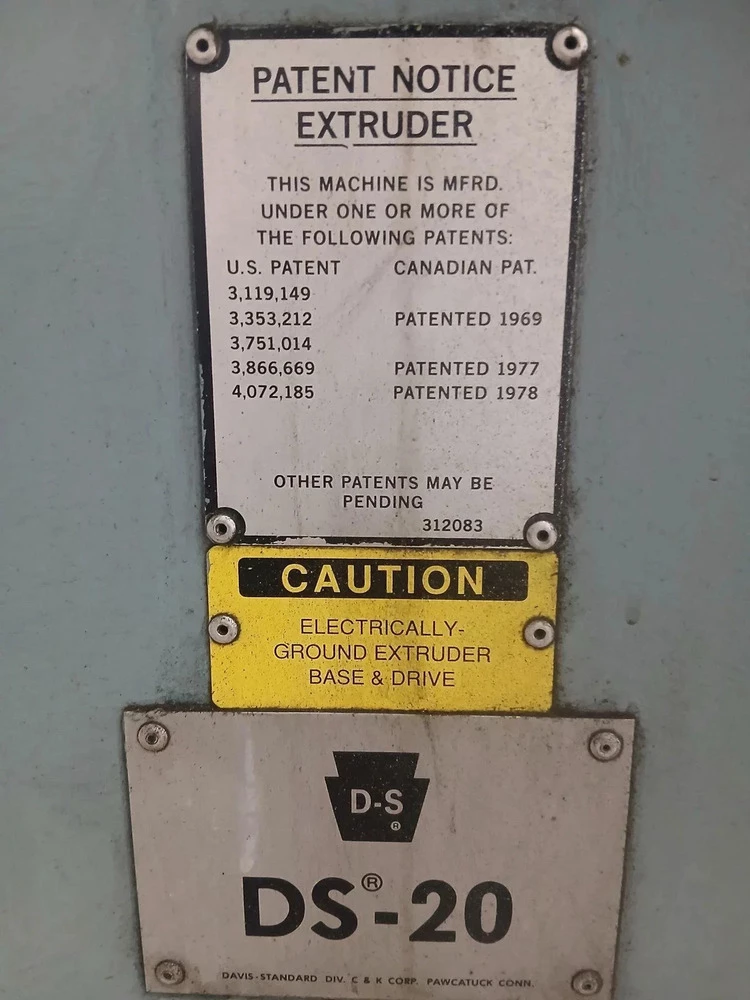 PATENT NOTICE
EXTRUDER
THIS MACHINE IS MFRD.
UNDER ONE OR MORE OF
THE FOLLOWING PATENTS:
U.S. PATENT CANADIAN PAT.
3,119,149
3,353,212 PATENTED 1969
3,751,014
3,866,669 PATENTED 1977
4,072,185 PATENTED 1978
OTHER PATENTS MAY BE
PENDING
312083
CAUTION
ELECTRICALLY-
GROUND EXTRUDER
BASE & DRIVE
D-S
®
DS®-20
DAVIS-STANDARD DIV. C & K CORP. PAWCATUCK CONN.